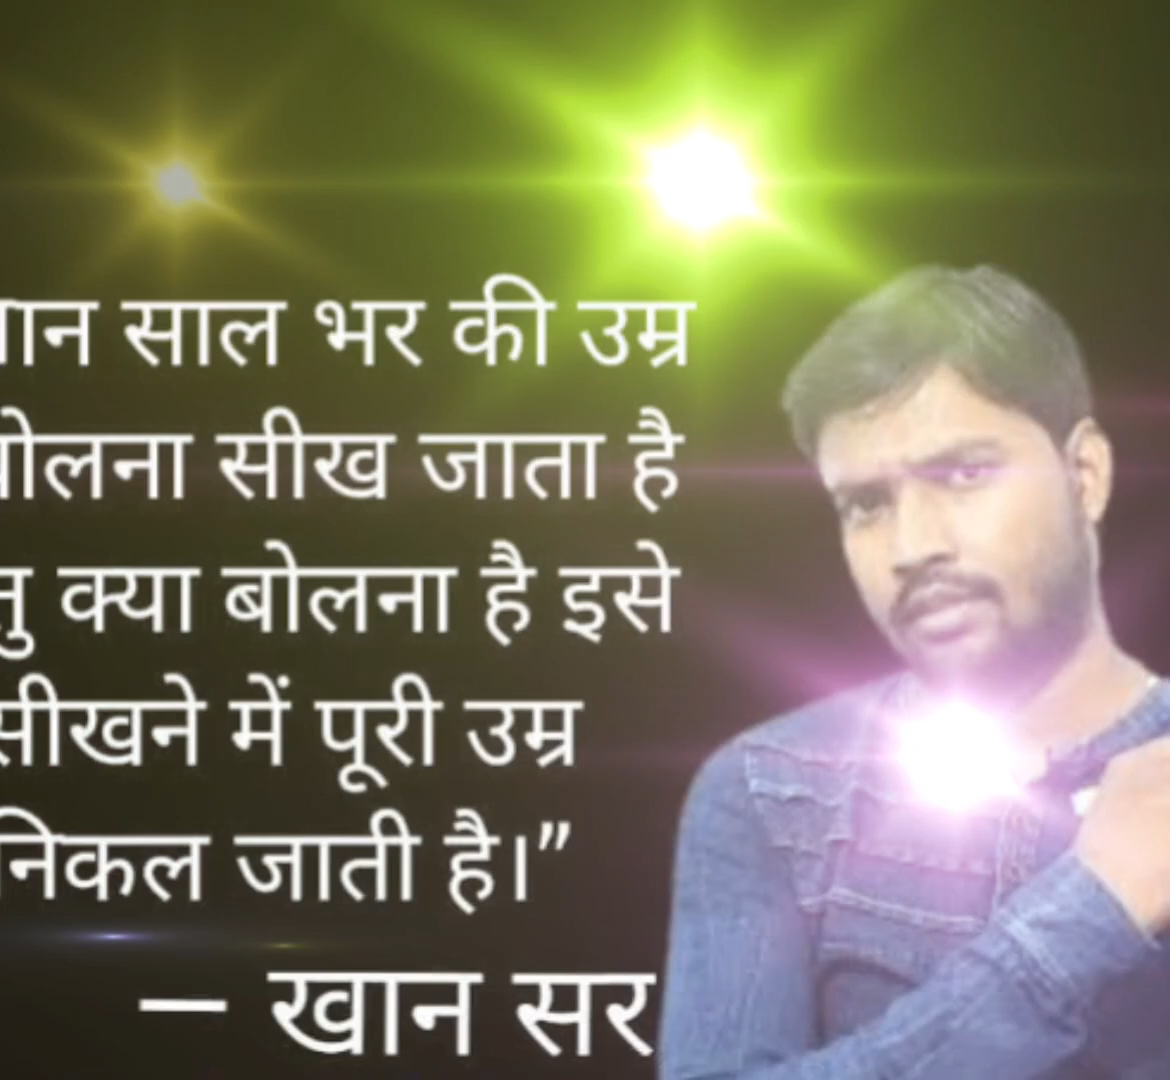 साल भर की उम्र
सीख जाता है
क्या बोलना है इसे
सीखने में पूरी उम्र
निकल जाती है।”
— खान सर